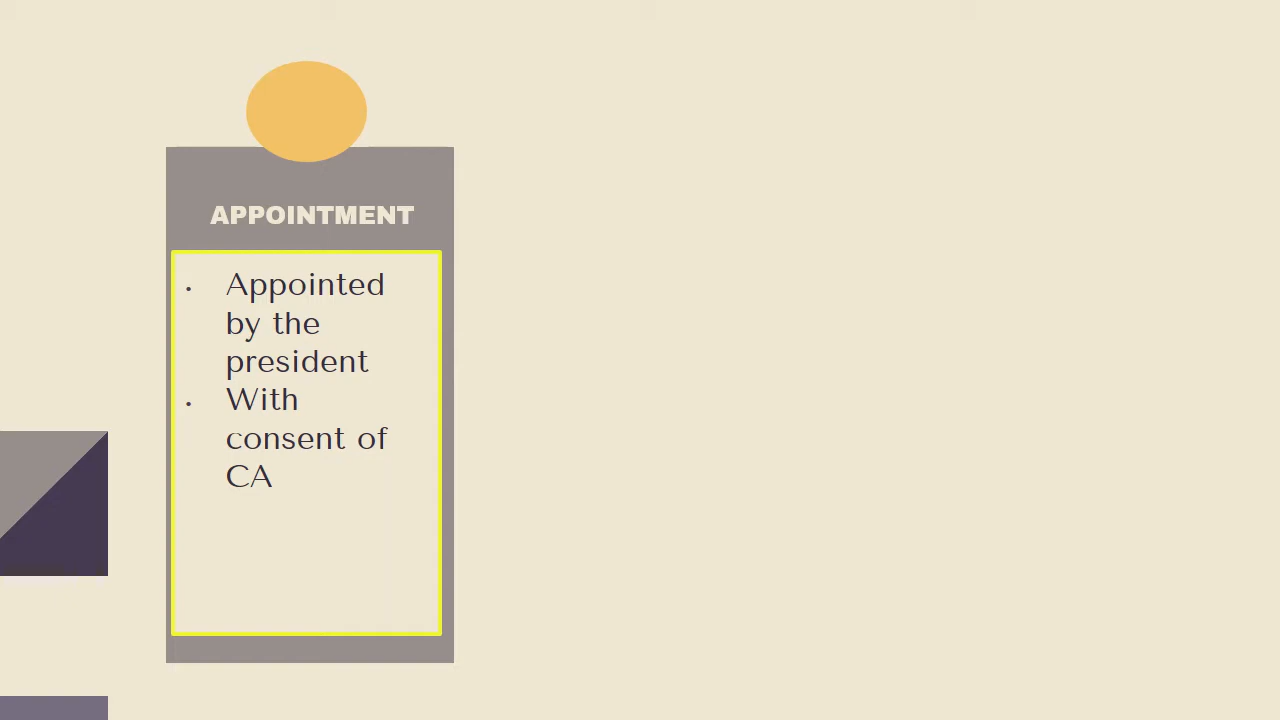 APPOINTMENT
• Appointed
by the
president
• With
consent of
CA